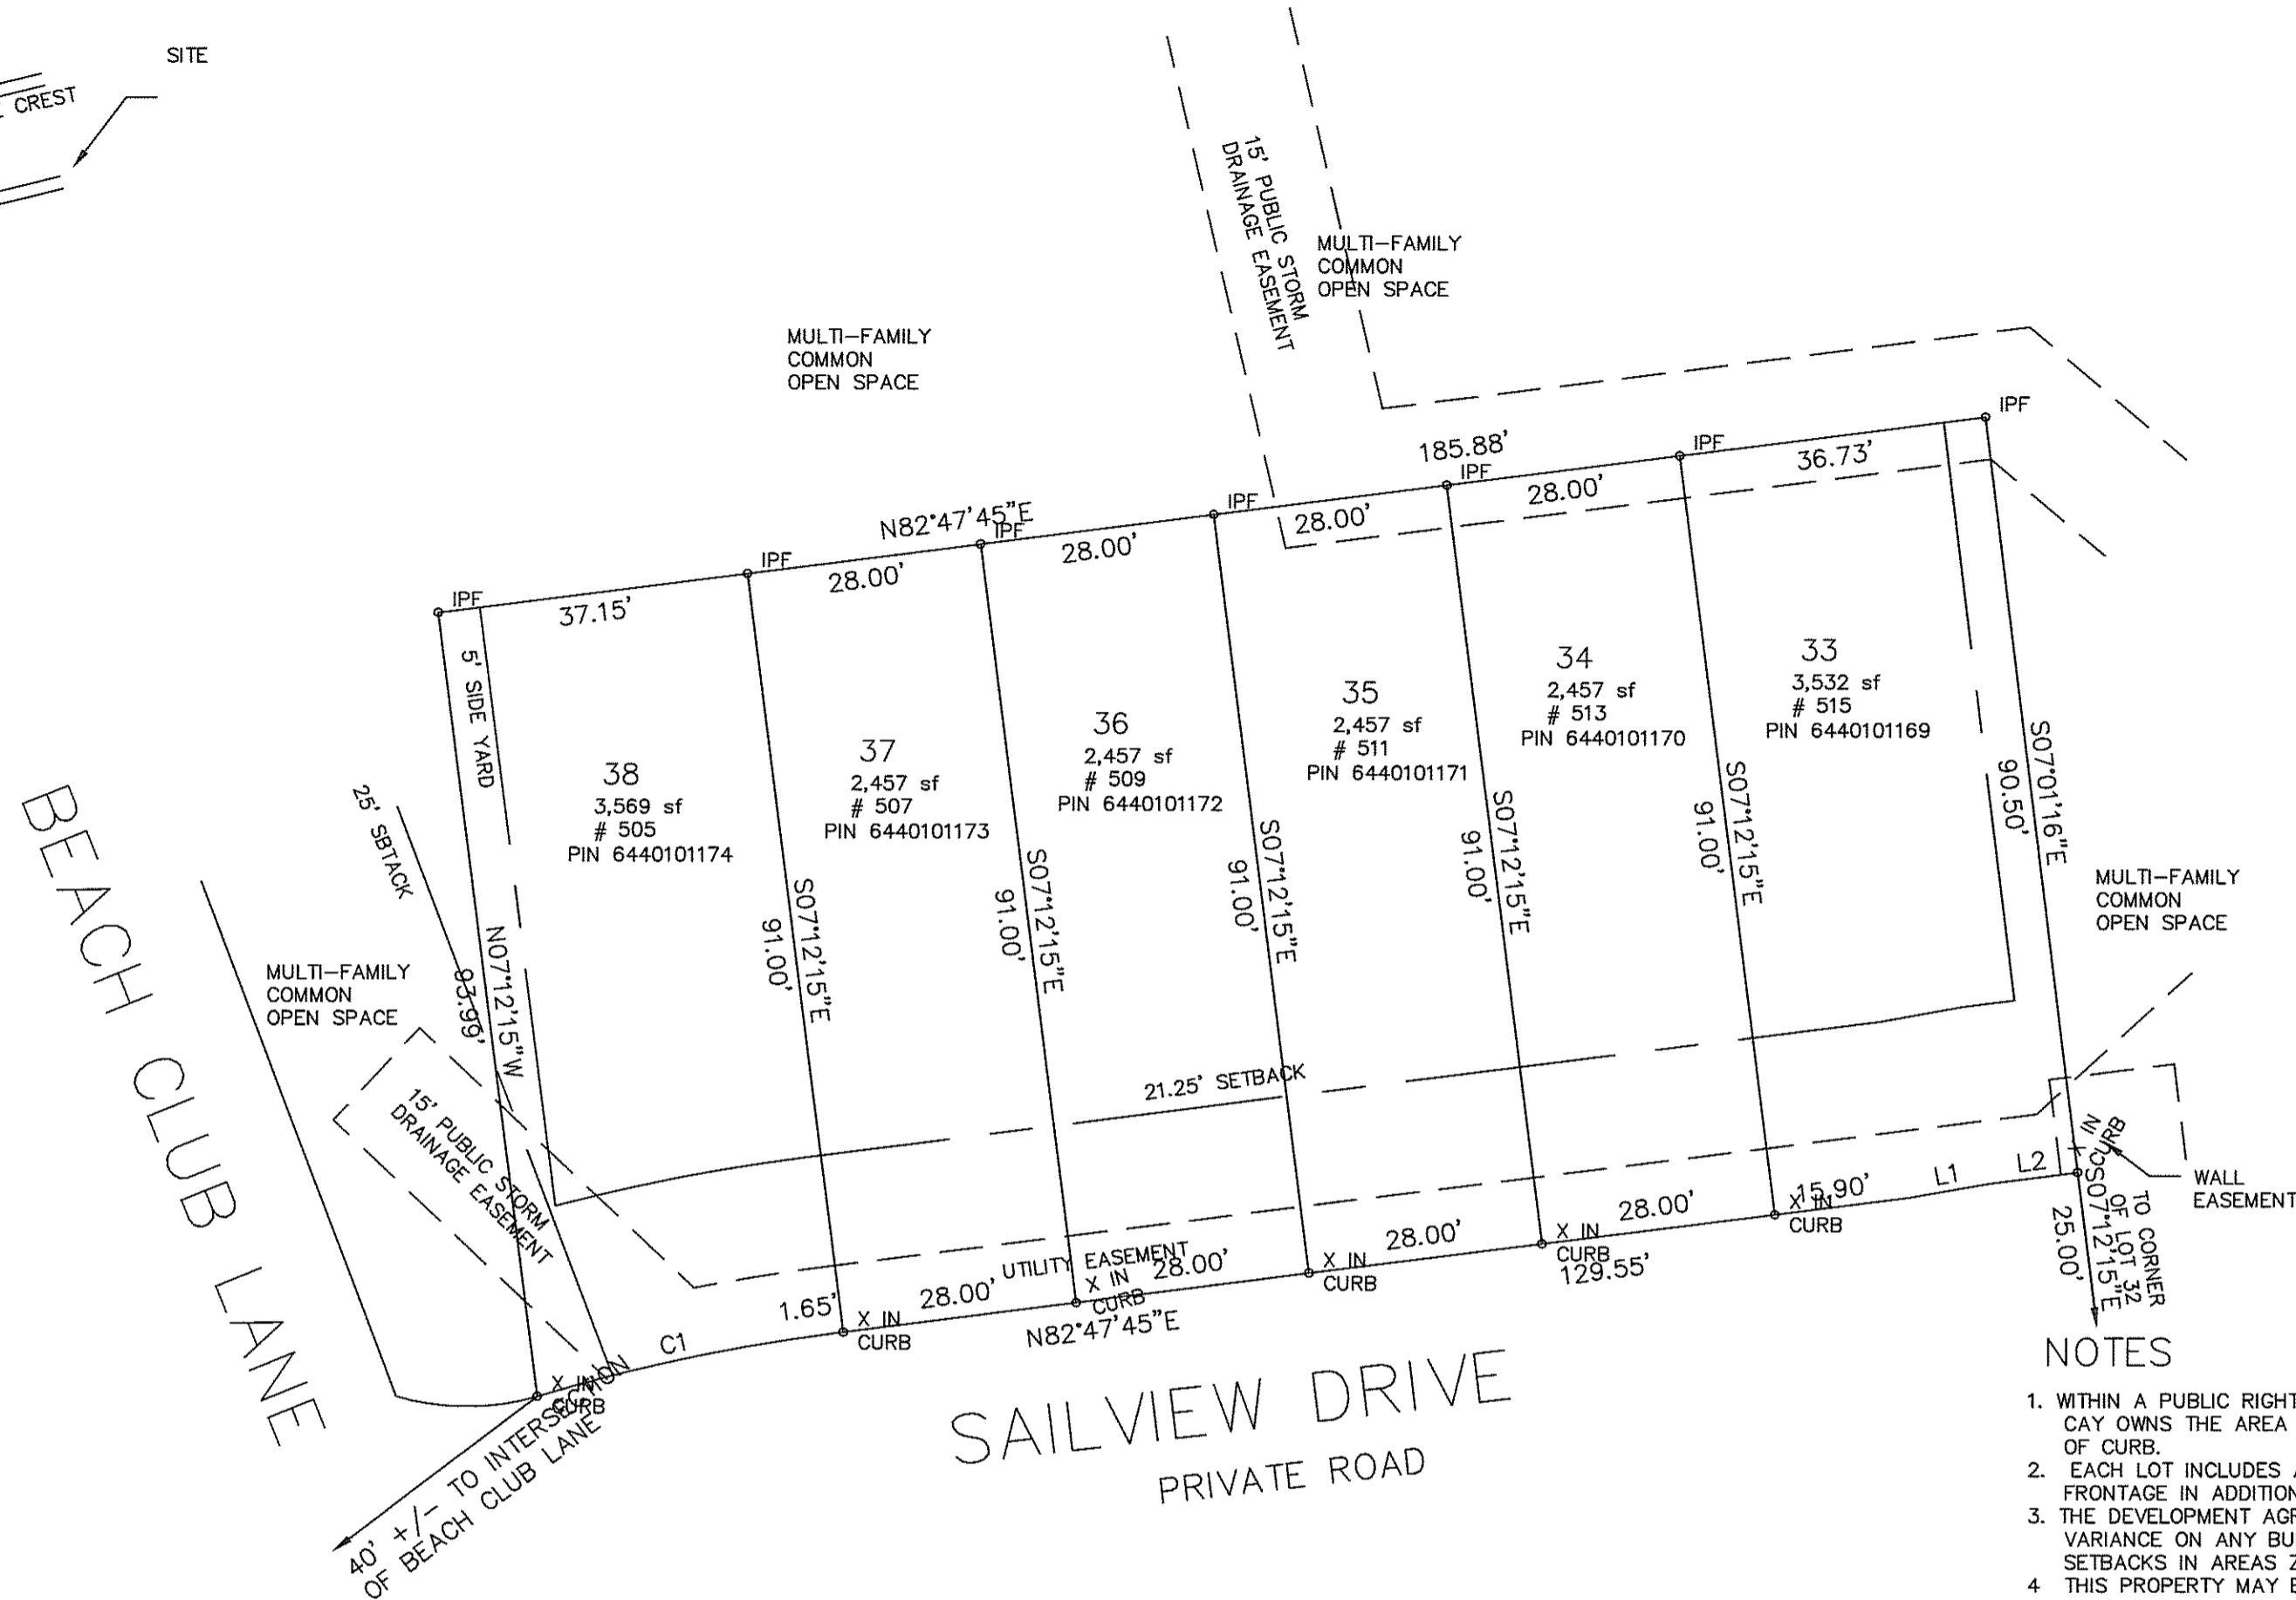 SITE
CREST
15' PUBLIC STORM
DRAINAGE EASEMENT
MULTI-FAMILY
COMMON
OPEN SPACE
MULTI-FAMILY
COMMON
OPEN SPACE
IPF
185.88'
IPF
36.73'
IPF
28.00'
IPF
28.00'
N82°47'45"E
IPF
28.00'
IPF
28.00'
IPF
37.15'
5' SIDE YARD
38
3,569 sf
# 505
PIN 6440101174
37
2,457 sf
# 507
PIN 6440101173
36
2,457 sf
# 509
PIN 6440101172
35
2,457 sf
# 511
PIN 6440101171
34
2,457 sf
# 513
PIN 6440101170
33
3,532 sf
# 515
PIN 6440101169
S07°01'16"E
90.50'
S07°12'15"E
91.00'
S07°12'15"E
91.00'
S07°12'15"E
91.00'
S07°12'15"E
91.00'
S07°12'15"E
91.00'
N07°12'15"W
93.99'
25' SBTACK
BEACH CLUB LANE
MULTI-FAMILY
COMMON
OPEN SPACE
MULTI-FAMILY
COMMON
OPEN SPACE
15' PUBLIC STORM
DRAINAGE EASEMENT
21.25' SETBACK
UTILITY EASEMENT
C1
1.65'
X IN
CURB
28.00'
X IN
CURB
28.00'
X IN
CURB
28.00'
X IN
CURB
28.00'
X IN
CURB
15.90'
L1
L2
X IN
CURB
IN
CURB
WALL
EASEMENT
S07°12'15"E
25.00'
TO CORNER
OF LOT 32
N82°47'45"E
129.55'
40' +/- TO INTERSECTION
OF BEACH CLUB LANE
SAILVIEW DRIVE
PRIVATE ROAD
NOTES
1. WITHIN A PUBLIC RIGHT
CAY OWNS THE AREA
OF CURB.
2. EACH LOT INCLUDES
FRONTAGE IN ADDITION
3. THE DEVELOPMENT AGR
VARIANCE ON ANY BU
SETBACKS IN AREAS Z
4 THIS PROPERTY MAY B